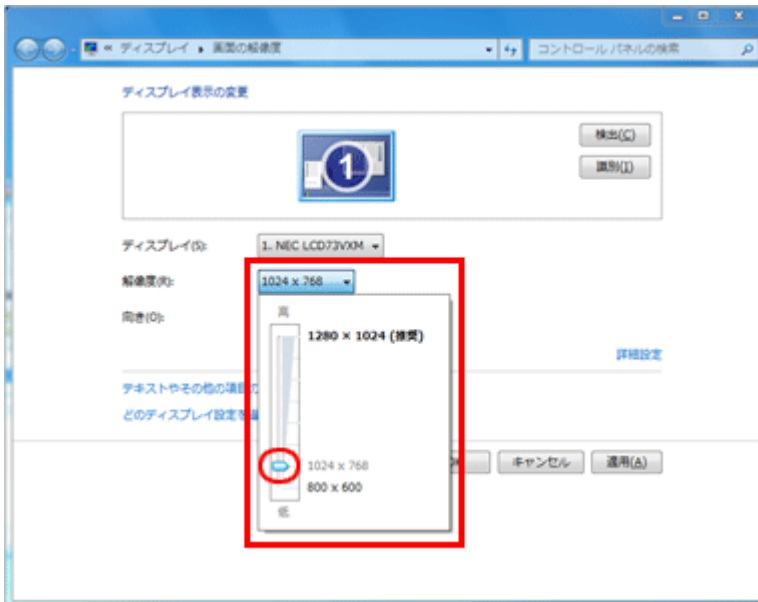 « ディスプレイ ▸ 画面の解像度
コントロール パネルの検索
ディスプレイ表示の変更
1
検出(C)
識別(I)
ディスプレイ(S):
1. NEC LCD73VXM
解像度(R):
1024 x 768
向き(O):
高
1280 × 1024 (推奨)
詳細設定
テキストやその他の項目の
どのディスプレイ設定を
1024 x 768
キャンセル
適用(A)
800 x 600
低